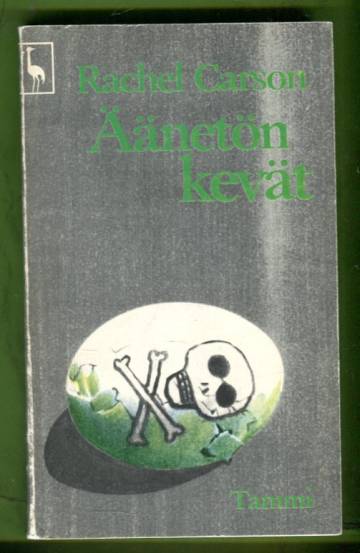 Rachel Carson
Äänetön
kevät
Tammi